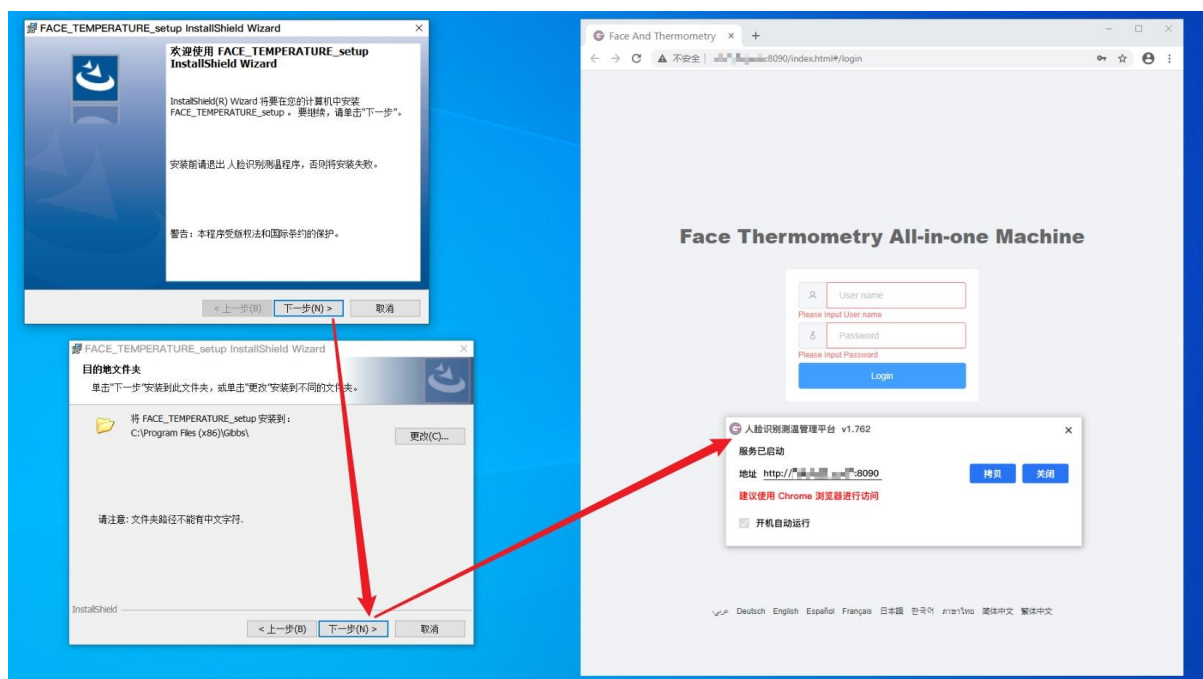 FACE_TEMPERATURE_setup InstallShield Wizard
欢迎使用 FACE_TEMPERATURE_setup
InstallShield Wizard
InstallShield(R) Wizard 将要在您的计算机中安装
FACE_TEMPERATURE_setup 。 要继续，请单击"下一步"。
安装前请退出 人脸识别测温程序，否则将安装失败。
警告：本程序受版权法和国际条约的保护。
< 上一步(B)
下一步(N) >
取消
FACE_TEMPERATURE_setup InstallShield Wizard
目的地文件夹
单击"下一步"安装到此文件夹，或单击"更改"安装到不同的文件夹。
将 FACE_TEMPERATURE_setup 安装到：
C:\Program Files (x86)\Gibbs\
更改(C)...
请注意: 文件夹路径不能有中文字符.
InstallShield
< 上一步(B)
下一步(N) >
取消
Face And Thermometry
不安全
:8090/index.html#/login
Face Thermometry All-in-one Machine
User name
Please Input User name
Password
Please Input Password
Login
人脸识别测温管理平台 v1.762
服务已启动
地址 http:// :8090
拷贝
关闭
建议使用 Chrome 浏览器进行访问
开机自动运行
عربى Deutsch English Español Français 日本語 한국어 ภาษาไทย 简体中文 繁体中文